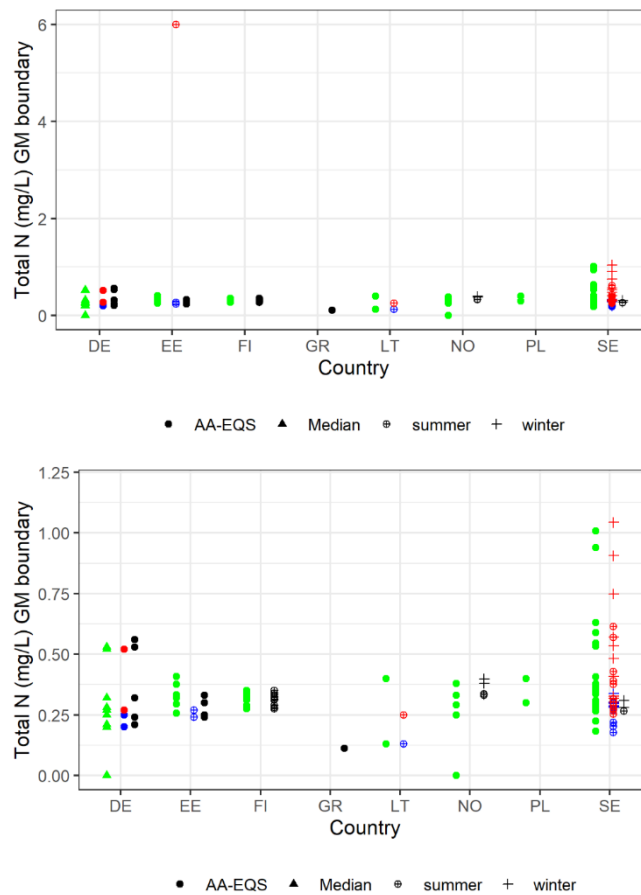 6
4
2
0
Total N (mg/L) GM boundary
DE EE FI GR LT NO PL SE
Country
AA-EQS Median summer winter
1.25
1.00
0.75
0.50
0.25
0.00
Total N (mg/L) GM boundary
DE EE FI GR LT NO PL SE
Country
AA-EQS Median summer winter